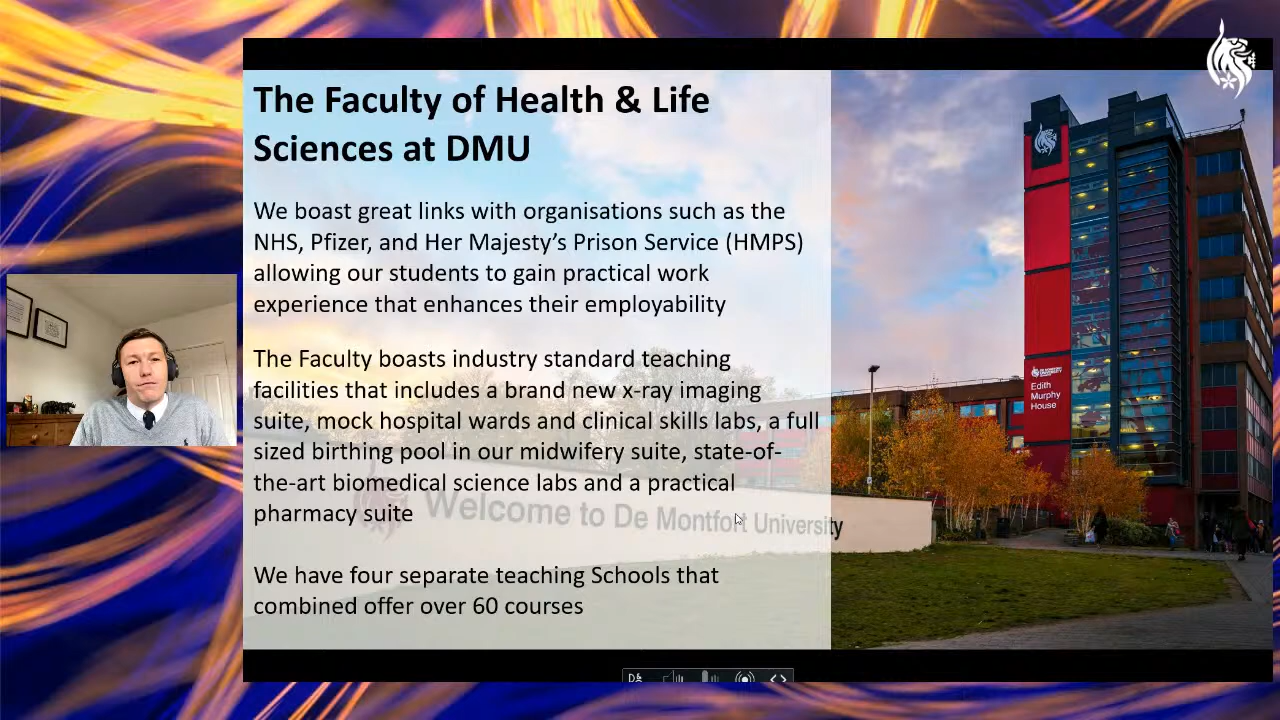 The Faculty of Health & Life
Sciences at DMU
We boast great links with organisations such as the
NHS, Pfizer, and Her Majesty's Prison Service (HMPS)
allowing our students to gain practical work
experience that enhances their employability
The Faculty boasts industry standard teaching
facilities that includes a brand new x-ray imaging
suite, mock hospital wards and clinical skills labs, a full
sized birthing pool in our midwifery suite, state-of-
the-art biomedical science labs and a practical
pharmacy suite
We have four separate teaching Schools that
combined offer over 60 courses
Welcome to De Montfort University
Edith
Murphy
House